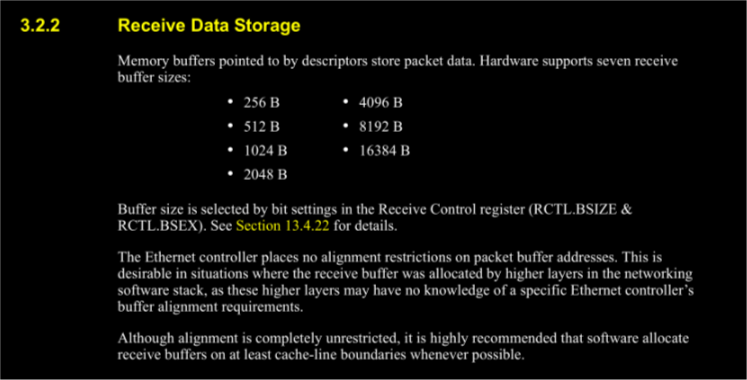 3.2.2 Receive Data Storage
Memory buffers pointed to by descriptors store packet data. Hardware supports seven receive
buffer sizes:
• 256 B • 4096 B
• 512 B • 8192 B
• 1024 B • 16384 B
• 2048 B
Buffer size is selected by bit settings in the Receive Control register (RCTL.BSIZE &
RCTL.BSEX). See Section 13.4.22 for details.
The Ethernet controller places no alignment restrictions on packet buffer addresses. This is
desirable in situations where the receive buffer was allocated by higher layers in the networking
software stack, as these higher layers may have no knowledge of a specific Ethernet controller’s
buffer alignment requirements.
Although alignment is completely unrestricted, it is highly recommended that software allocate
receive buffers on at least cache-line boundaries whenever possible.